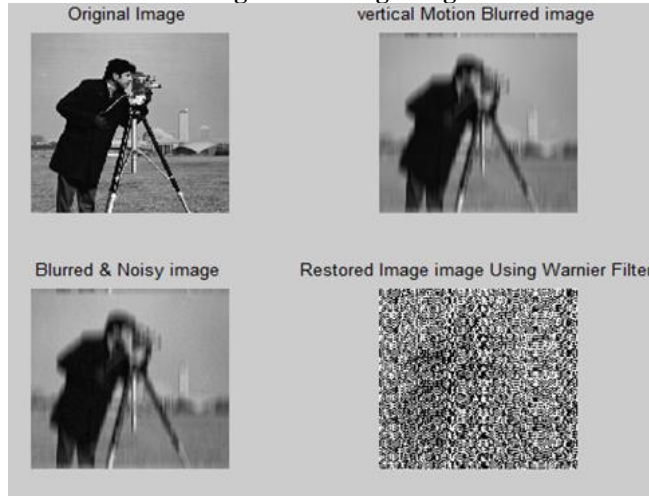 Original Image
vertical Motion Blurred image
Blurred & Noisy image
Restored Image image Using Warnier Filter